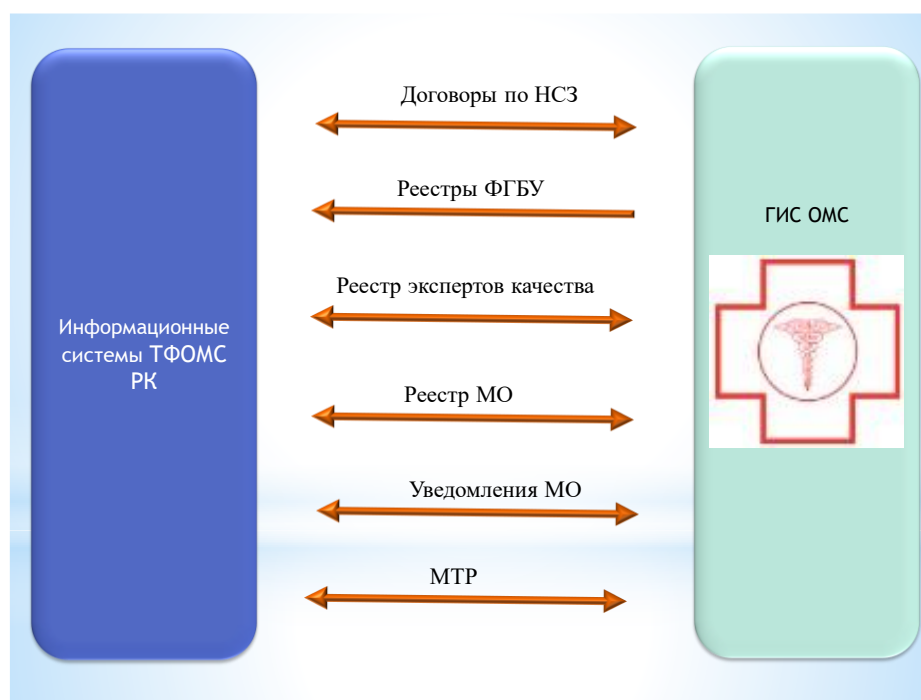 Договоры по НСЗ
Реестры ФГБУ
ГИС ОМС
Реестр экспертов качества
Информационные
системы ТФОМС
РК
Реестр МО
Уведомления МО
МТР